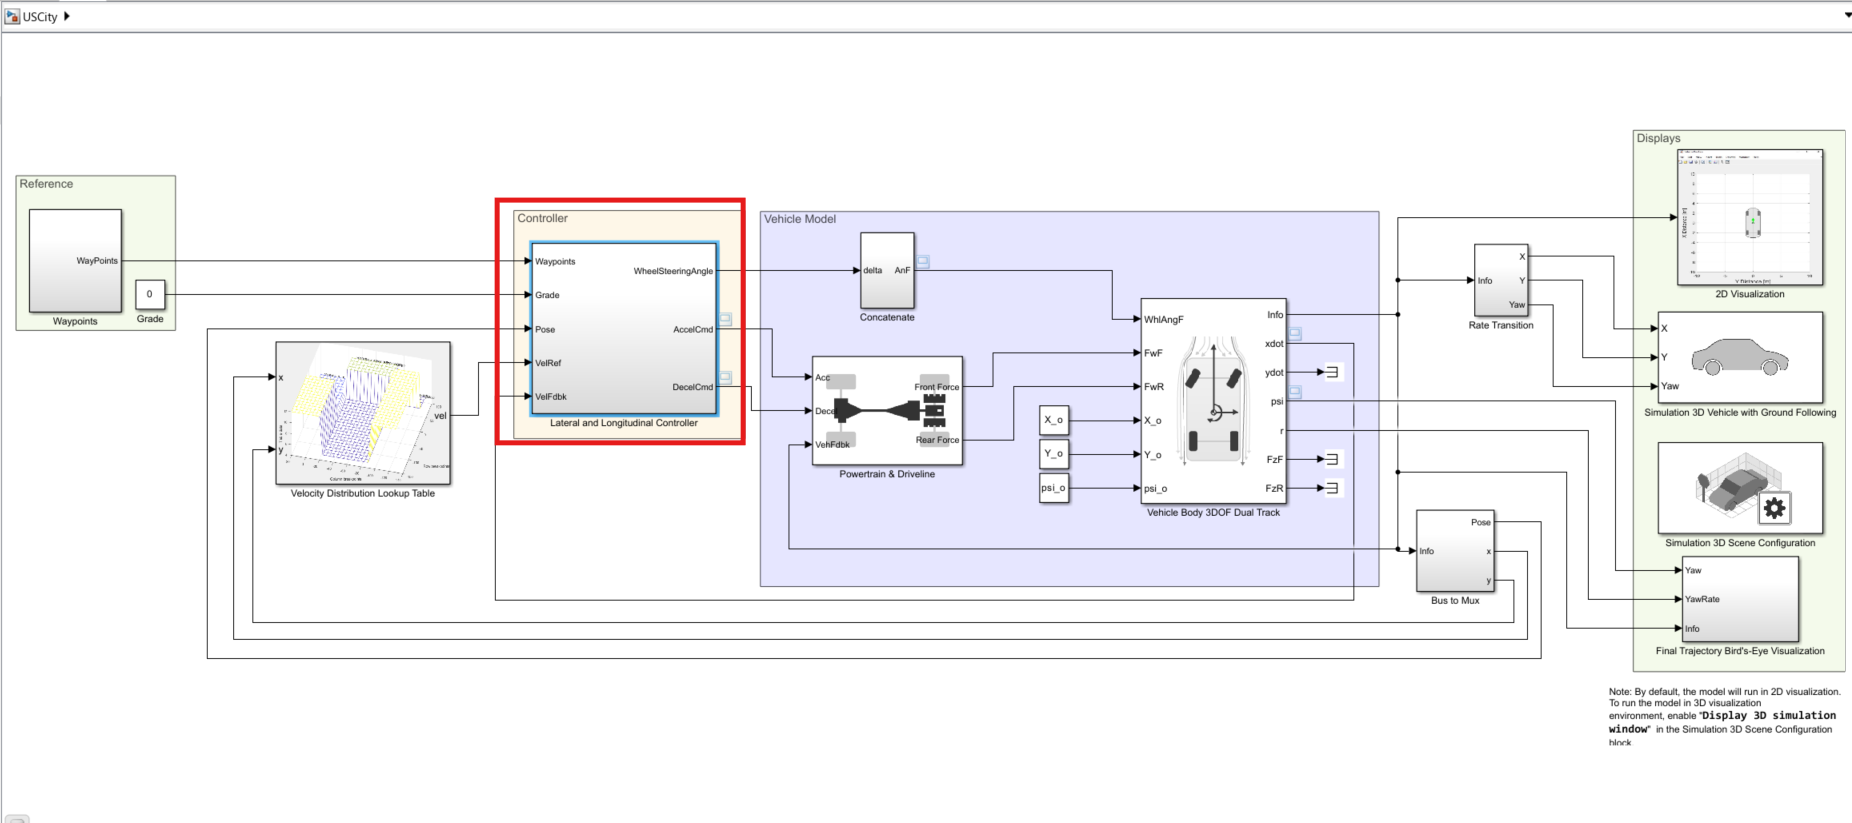 USCity
Reference
WayPoints
Waypoints
0
Grade
x
y
vel
Velocity Distribution Lookup Table
Controller
Waypoints
Grade
Pose
VelRef
VelFdbk
WheelSteeringAngle
AccelCmd
DecelCmd
Lateral and Longitudinal Controller
Vehicle Model
delta
AnF
Concatenate
Acc
Decel
VehFdbk
Front Force
Rear Force
Powertrain & Driveline
X_o
Y_o
psi_o
WhlAngF
FwF
FwR
X_o
Y_o
psi_o
Info
xdot
ydot
psi
r
FzF
FzR
Vehicle Body 3DOF Dual Track
Info
X
Y
Yaw
Rate Transition
Info
Pose
x
y
Bus to Mux
Displays
2D Visualization
X
Y
Yaw
Simulation 3D Vehicle with Ground Following
Simulation 3D Scene Configuration
Yaw
YawRate
Info
Final Trajectory Bird's-Eye Visualization
Note: By default, the model will run in 2D visualization.
To run the model in 3D visualization
environment, enable "Display 3D simulation
window" in the Simulation 3D Scene Configuration
block.